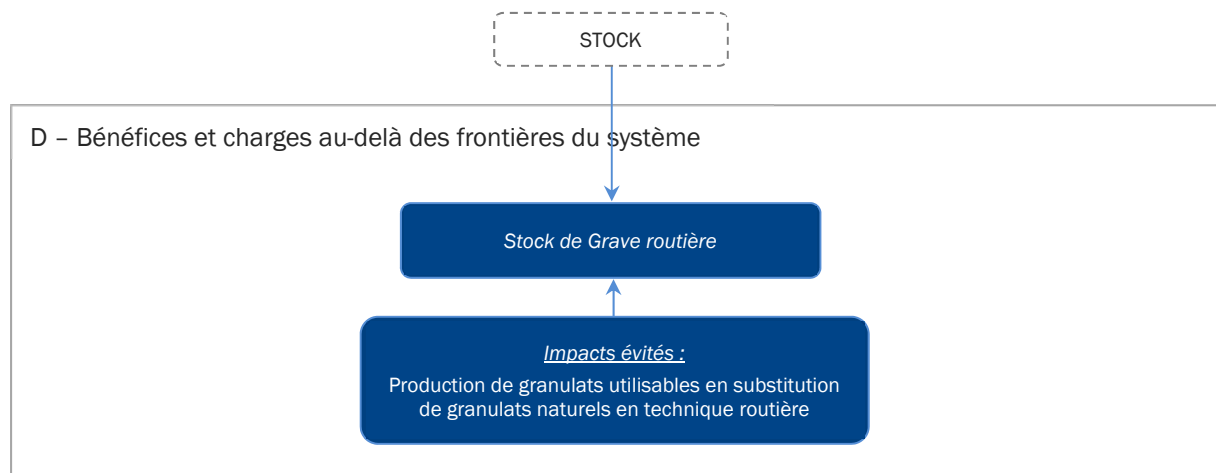 STOCK
D – Bénéfices et charges au-delà des frontières du système
Stock de Grave routière
Impacts évités :
Production de granulats utilisables en substitution
de granulats naturels en technique routière